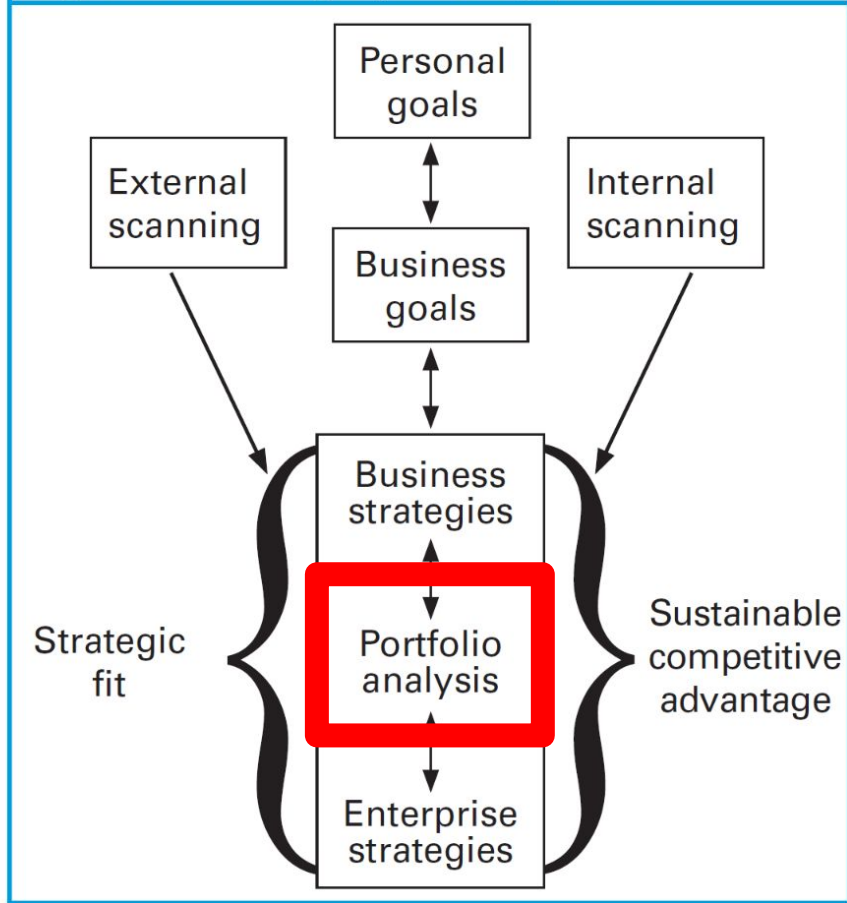 Personal
goals
External
scanning
Internal
scanning
Business
goals
Business
strategies
Strategic
fit
Portfolio
analysis
Sustainable
competitive
advantage
Enterprise
strategies